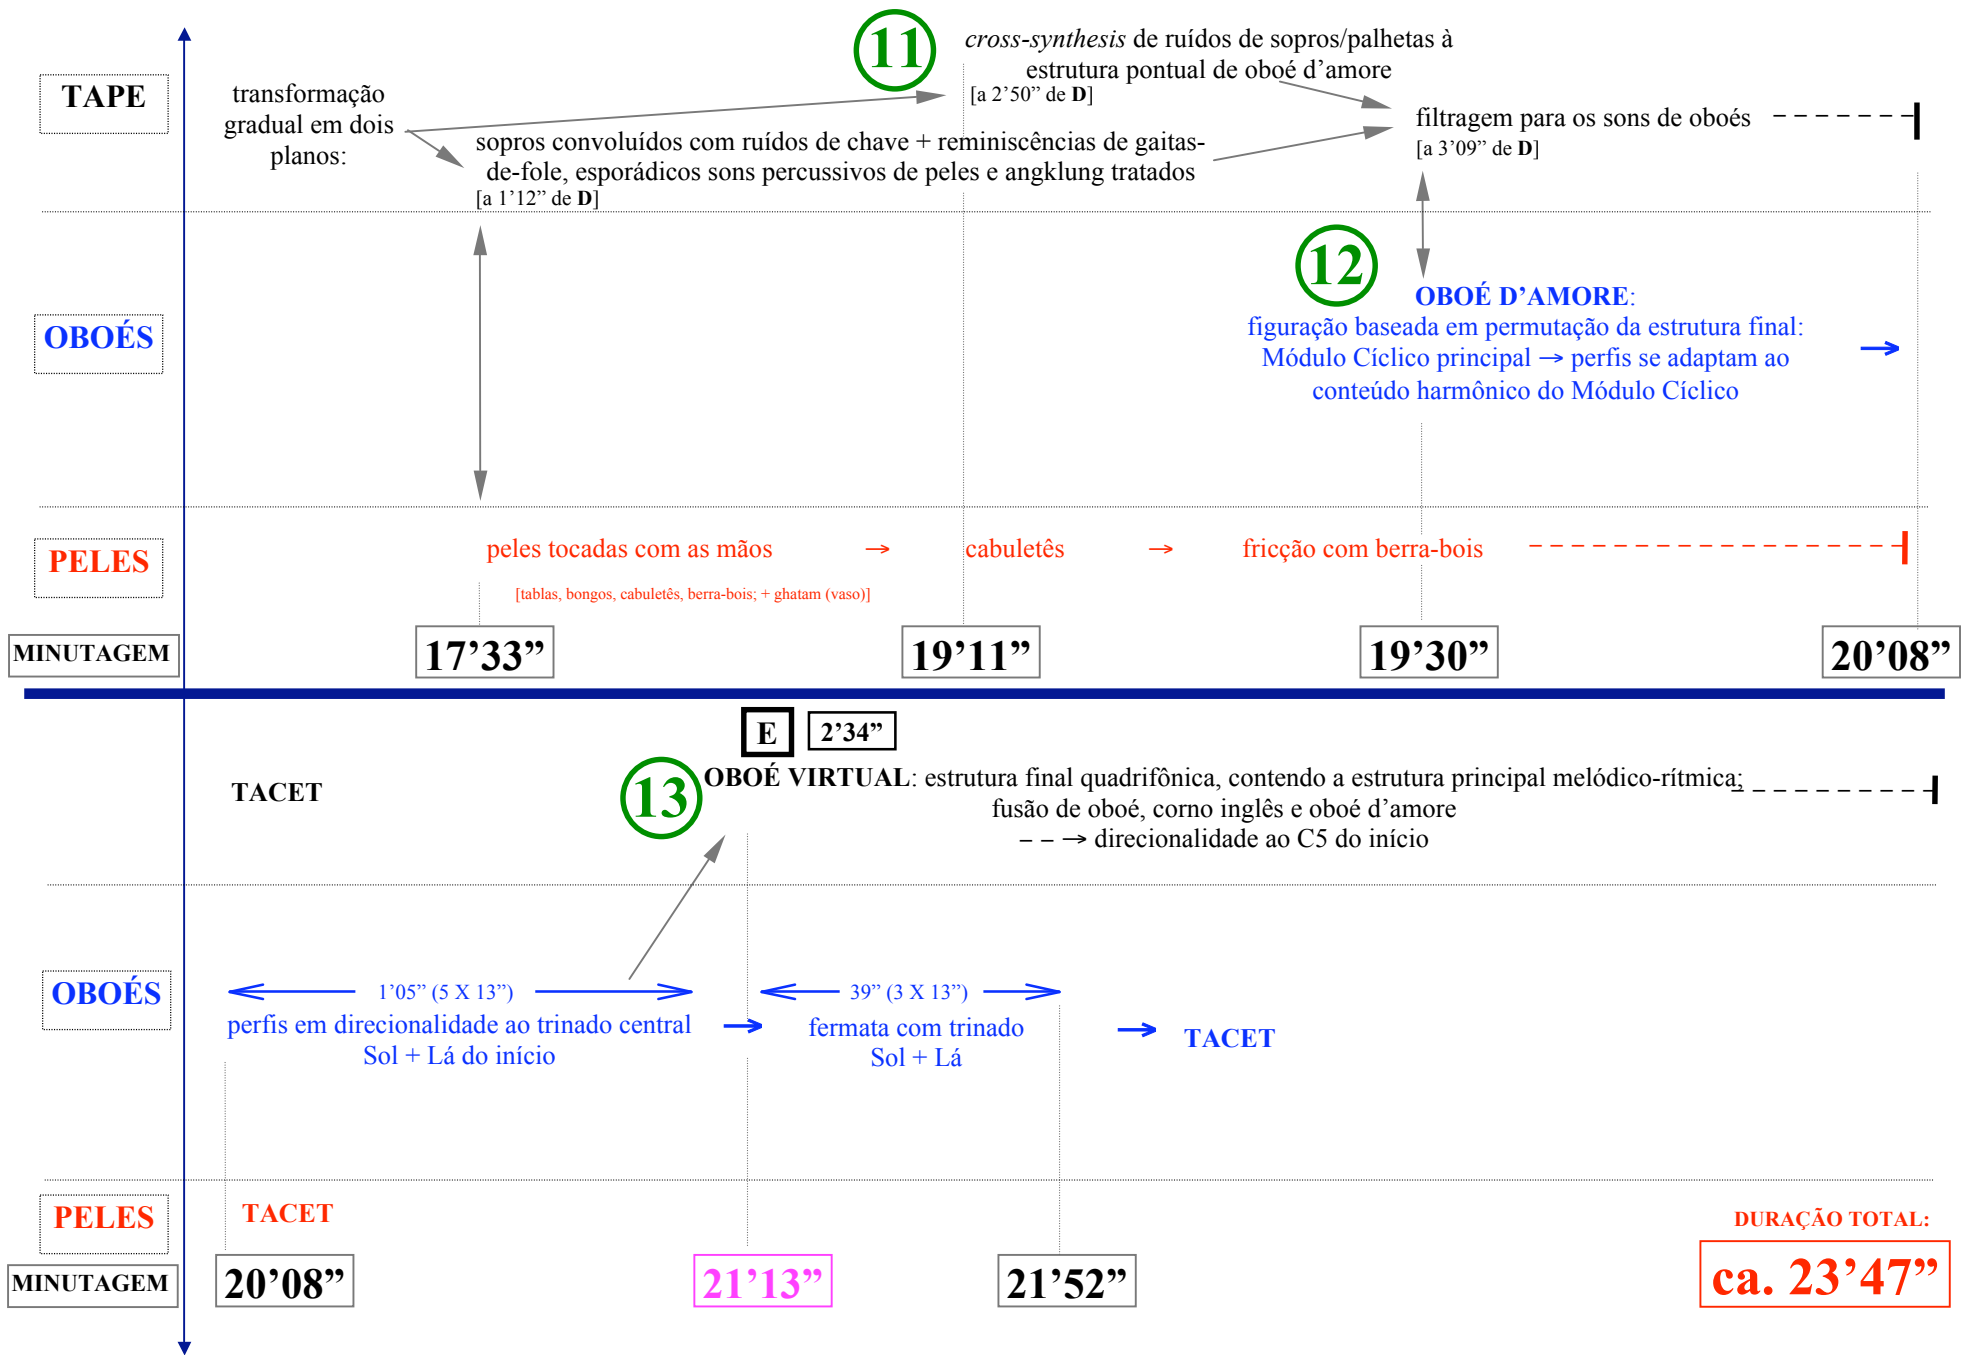 TAPE
transformação
gradual em dois
planos:
11
cross-synthesis de ruídos de sopros/palhetas à
estrutura pontual de oboé d’amore
[a 2’50” de D]
sopros convoluídos com ruídos de chave + reminiscências de gaitas-
de-fole, esporádicos sons percussivos de peles e angklung tratados
[a 1’12” de D]
filtragem para os sons de oboés
[a 3’09” de D]
OBOÉS
12
OBOÉ D’AMORE:
figuração baseada em permutação da estrutura final:
Módulo Cíclico principal → perfis se adaptam ao
conteúdo harmônico do Módulo Cíclico
PELES
peles tocadas com as mãos → cabuletês → fricção com berra-bois
[tablas, bongos, cabuletês, berra-bois; + ghatam (vaso)]
MINUTAGEM
17’33”
19’11”
19’30”
20’08”
E
2’34”
TACET
13
OBOÉ VIRTUAL: estrutura final quadrifônica, contendo a estrutura principal melódico-rítmica;
fusão de oboé, corno inglês e oboé d’amore
– – → direcionalidade ao C5 do início
OBOÉS
1’05” (5 X 13”)
perfis em direcionalidade ao trinado central
Sol + Lá do início
39” (3 X 13”)
fermata com trinado
Sol + Lá
TACET
PELES
TACET
DURAÇÃO TOTAL:
MINUTAGEM
20’08”
21’13”
21’52”
ca. 23’47”